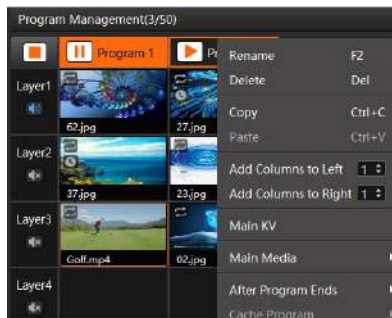 Program Management(3/50)
Program 1
Rename F2
Delete Del
Layer1
62.jpg
27.jpg
Copy Ctrl+C
Paste Ctrl+V
Layer2
37.jpg
23.jpg
Add Columns to Left 1
Add Columns to Right 1
Layer3
Golf.mp4
02.jpg
Main KV
Main Media
Layer4
After Program Ends
Cache Program